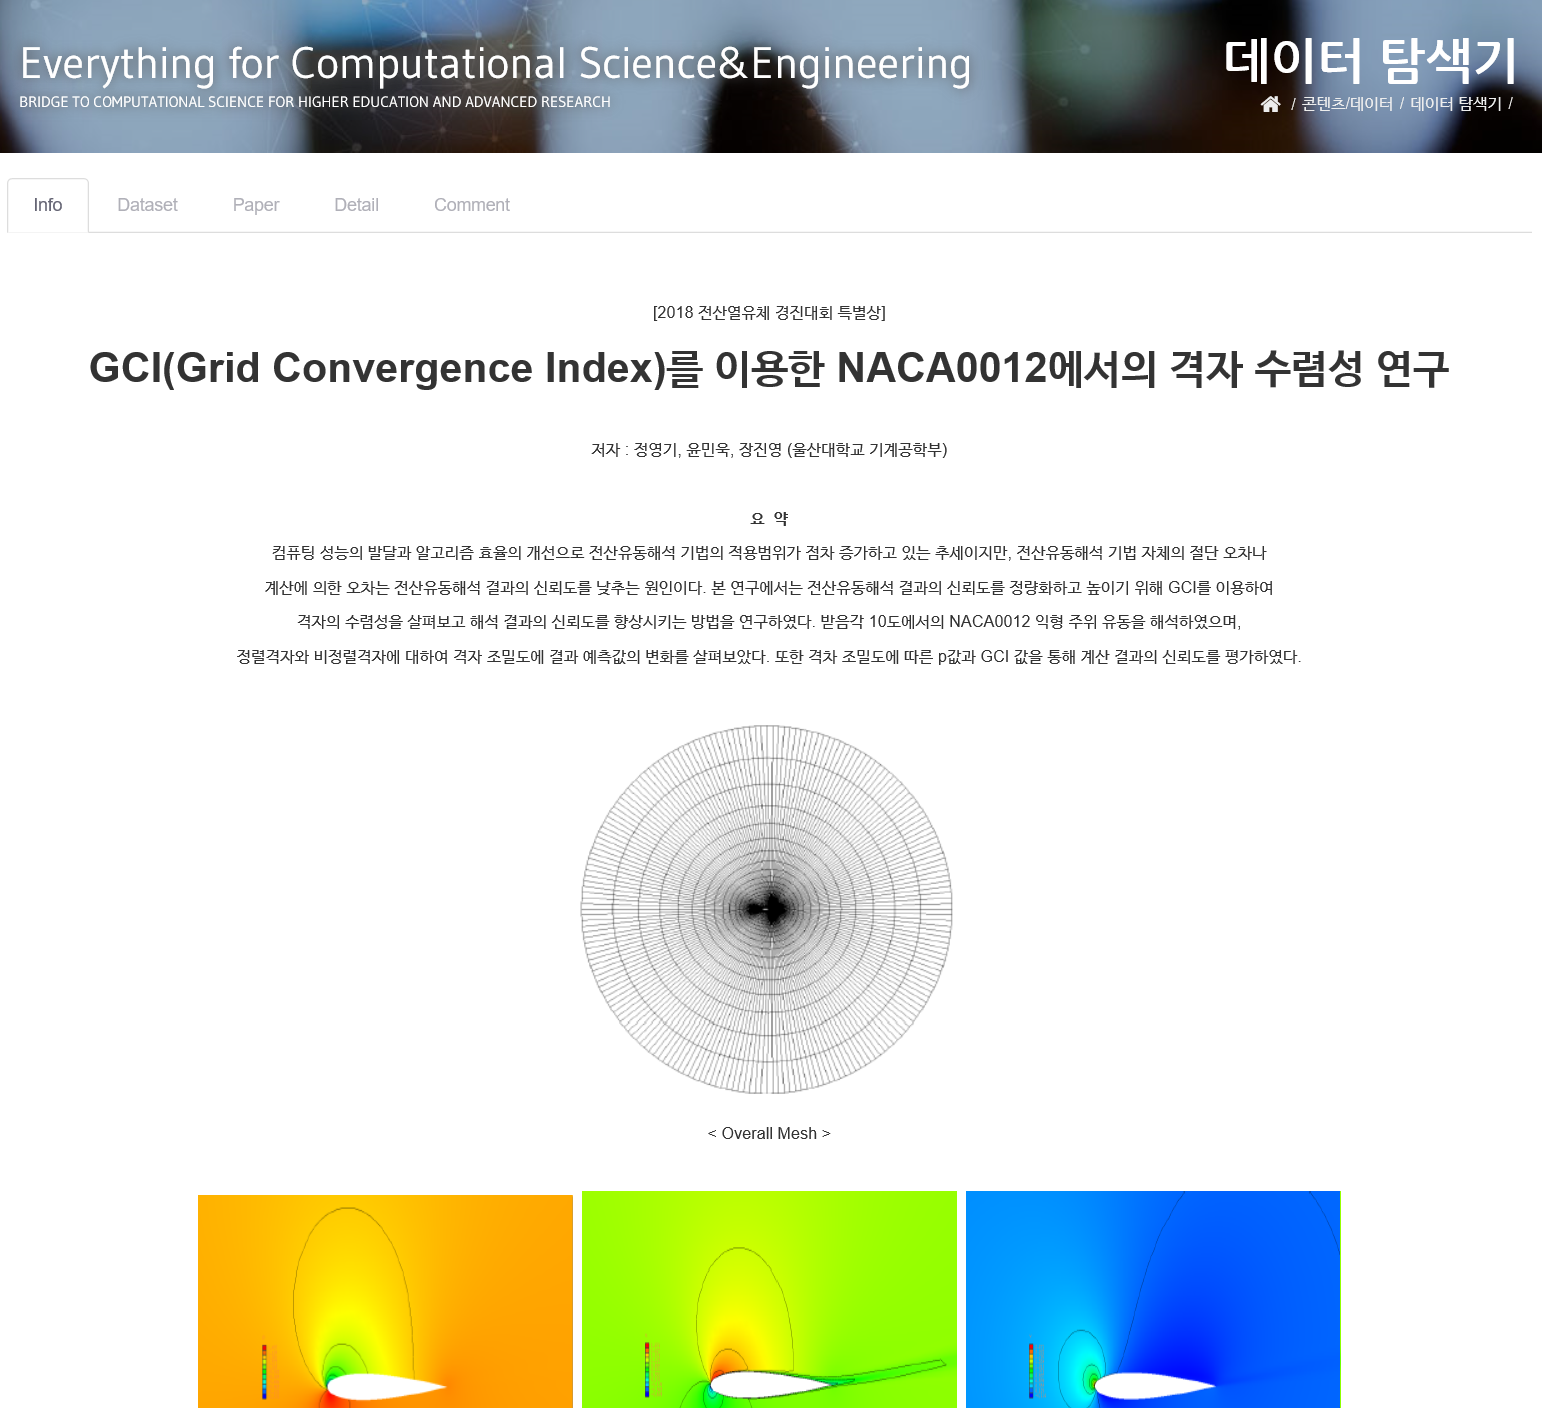 Everything for Computational Science&Engineering
BRIDGE TO COMPUTATIONAL SCIENCE FOR HIGHER EDUCATION AND ADVANCED RESEARCH
데이터 탐색기
/ 콘텐츠/데이터 / 데이터 탐색기 /
Info Dataset Paper Detail Comment
[2018 전산열유체 경진대회 특별상]
GCI(Grid Convergence Index)를 이용한 NACA0012에서의 격자 수렴성 연구
저자 : 정영기, 윤민욱, 장진영 (울산대학교 기계공학부)
요 약
컴퓨팅 성능의 발달과 알고리즘 효율의 개선으로 전산유동해석 기법의 적용범위가 점차 증가하고 있는 추세이지만, 전산유동해석 기법 자체의 절단 오차나
계산에 의한 오차는 전산유동해석 결과의 신뢰도를 낮추는 원인이다. 본 연구에서는 전산유동해석 결과의 신뢰도를 정량화하고 높이기 위해 GCI를 이용하여
격자의 수렴성을 살펴보고 해석 결과의 신뢰도를 향상시키는 방법을 연구하였다. 받음각 10도에서의 NACA0012 익형 주위 유동을 해석하였으며,
정렬격자와 비정렬격자에 대하여 격자 조밀도에 결과 예측값의 변화를 살펴보았다. 또한 격차 조밀도에 따른 p값과 GCI 값을 통해 계산 결과의 신뢰도를 평가하였다.
< Overall Mesh >